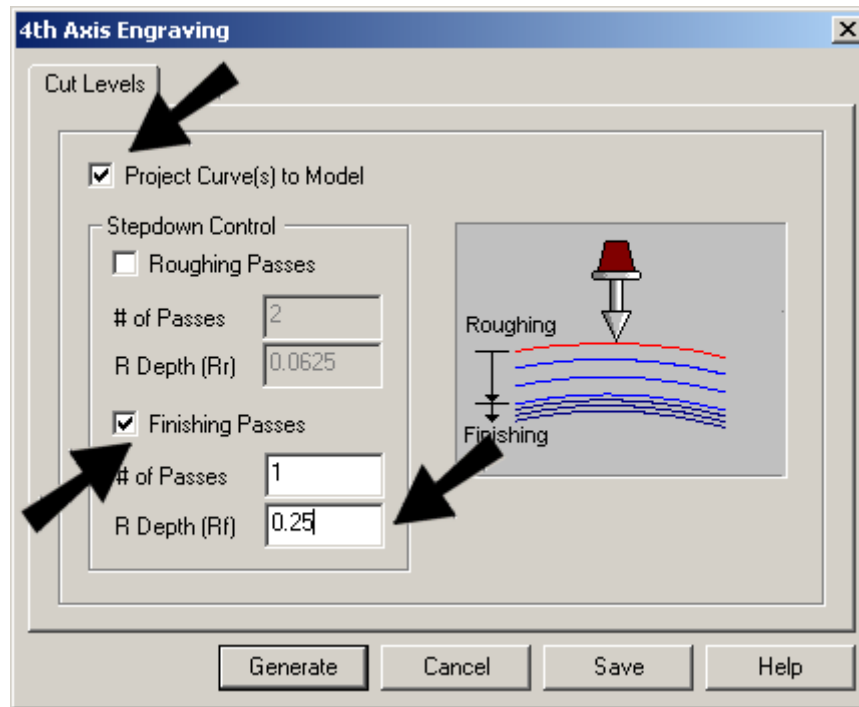 4th Axis Engraving
Cut Levels
Project Curve(s) to Model
Stepdown Control
Roughing Passes
# of Passes 2
R Depth (Rr) 0.0625
Finishing Passes
# of Passes 1
R Depth (Rf) 0.25
Roughing
Finishing
Generate Cancel Save Help